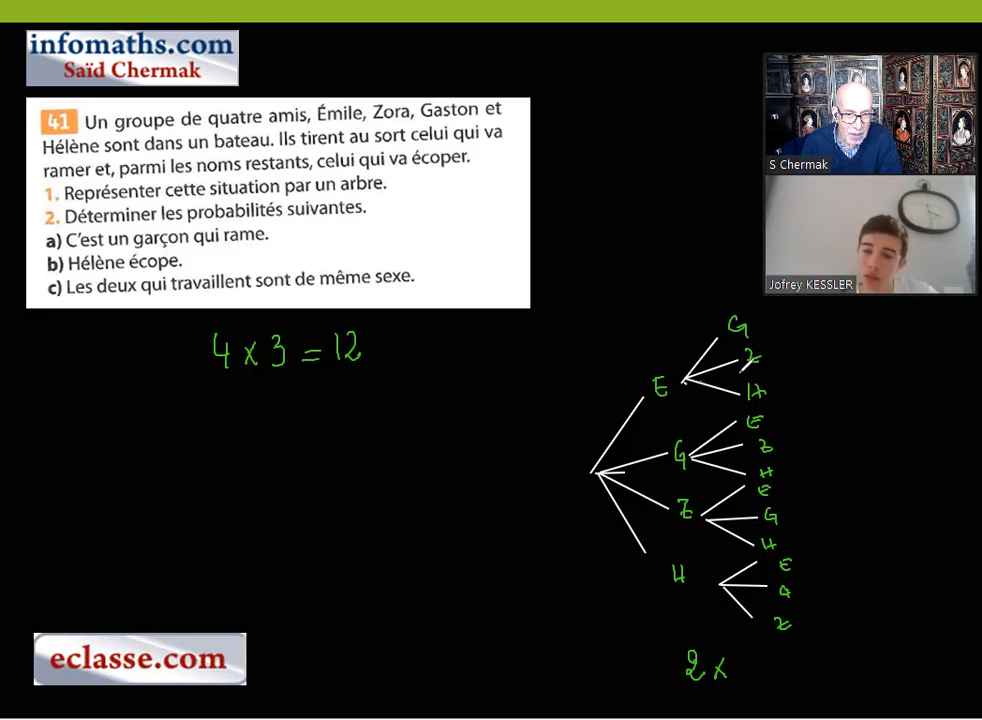 infomaths.com
Saïd Chermak
41 Un groupe de quatre amis, Émile, Zora, Gaston et
Hélène sont dans un bateau. Ils tirent au sort celui qui va
ramer et, parmi les noms restants, celui qui va écoper.
1. Représenter cette situation par un arbre.
2. Déterminer les probabilités suivantes.
a) C'est un garçon qui rame.
b) Hélène écope.
c) Les deux qui travaillent sont de même sexe.
S Chermak
Jofrey KESSLER
4 x 3 = 12
G
Z
E
H
E
G
Z
H
E
Z
G
H
H
E
G
Z
2 x
eclasse.com